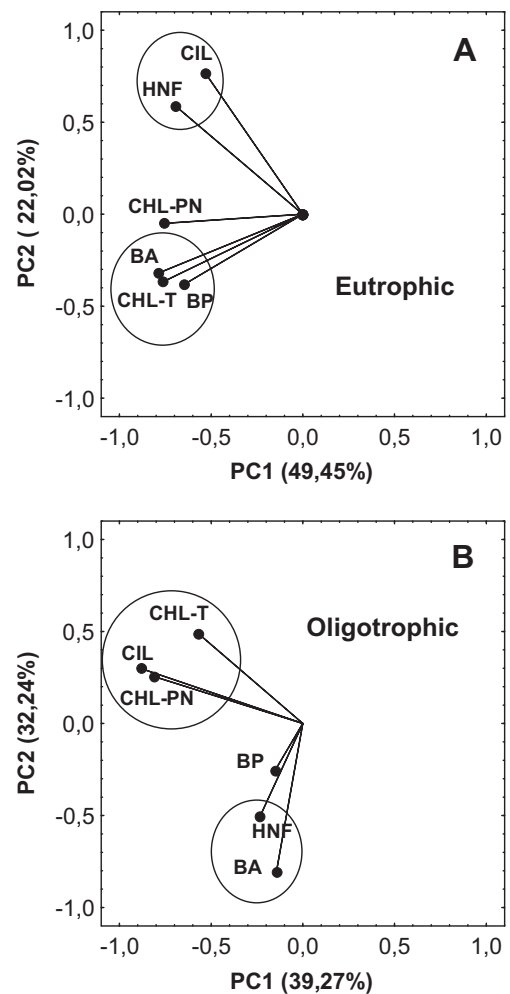 1,0
CIL
A
HNF
0,5
PC2 ( 22,02%)
CHL-PN
0,0
BA
Eutrophic
CHL-T BP
-0,5
-1,0
-1,0 -0,5 0,0 0,5 1,0
PC1 (49,45%)
1,0
B
CHL-T
Oligotrophic
0,5
CIL
CHL-PN
PC2 (32,24%)
0,0
BP
-0,5
HNF
BA
-1,0
-1,0 -0,5 0,0 0,5 1,0
PC1 (39,27%)